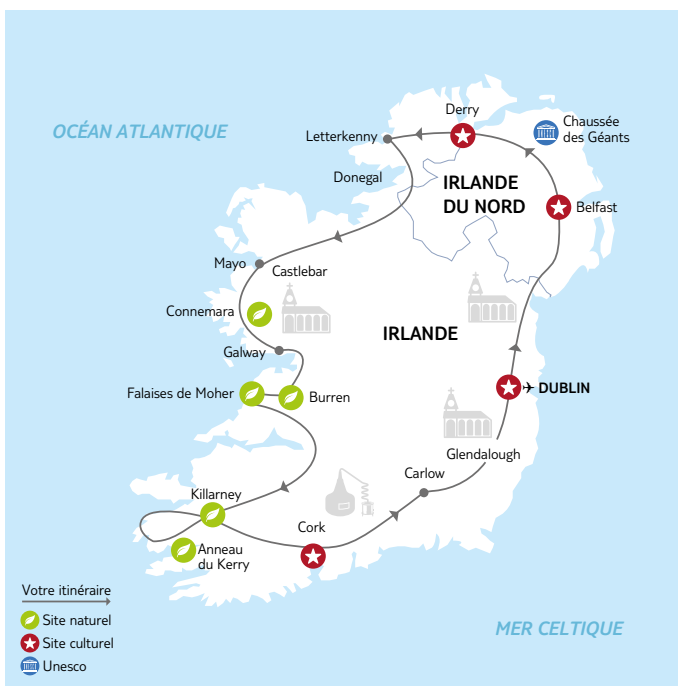 OCÉAN ATLANTIQUE
Derry
Chaussée
des Géants
Letterkenny
Donegal
IRLANDE
DU NORD
Belfast
Mayo
Castlebar
Connemara
IRLANDE
Galway
Falaises de Moher
Burren
DUBLIN
Glendalough
Carlow
Killarney
Cork
Anneau
du Kerry
Votre itinéraire
Site naturel
Site culturel
Unesco
MER CELTIQUE